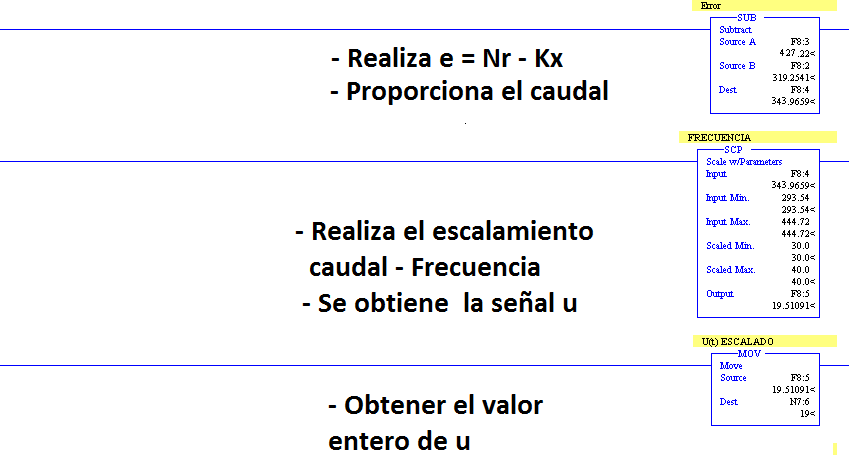 Error
SUB
Subtract
Source A F8:3
427.22<
Source B F8:2
319.2541<
Dest F8:4
343.9659<
- Realiza e = Nr - Kx
- Proporciona el caudal
FRECUENCIA
SCP
Scale w/Parameters
Input F8:4
343.9659<
Input Min. 293.54
293.54<
Input Max. 444.72
444.72<
Scaled Min. 30.0
30.0<
Scaled Max. 40.0
40.0<
Output F8:5
19.51091<
- Realiza el escalamiento
caudal - Frecuencia
- Se obtiene la señal u
U(t) ESCALADO
MOV
Move
Source F8:5
19.51091<
Dest N7:6
19<
- Obtener el valor
entero de u